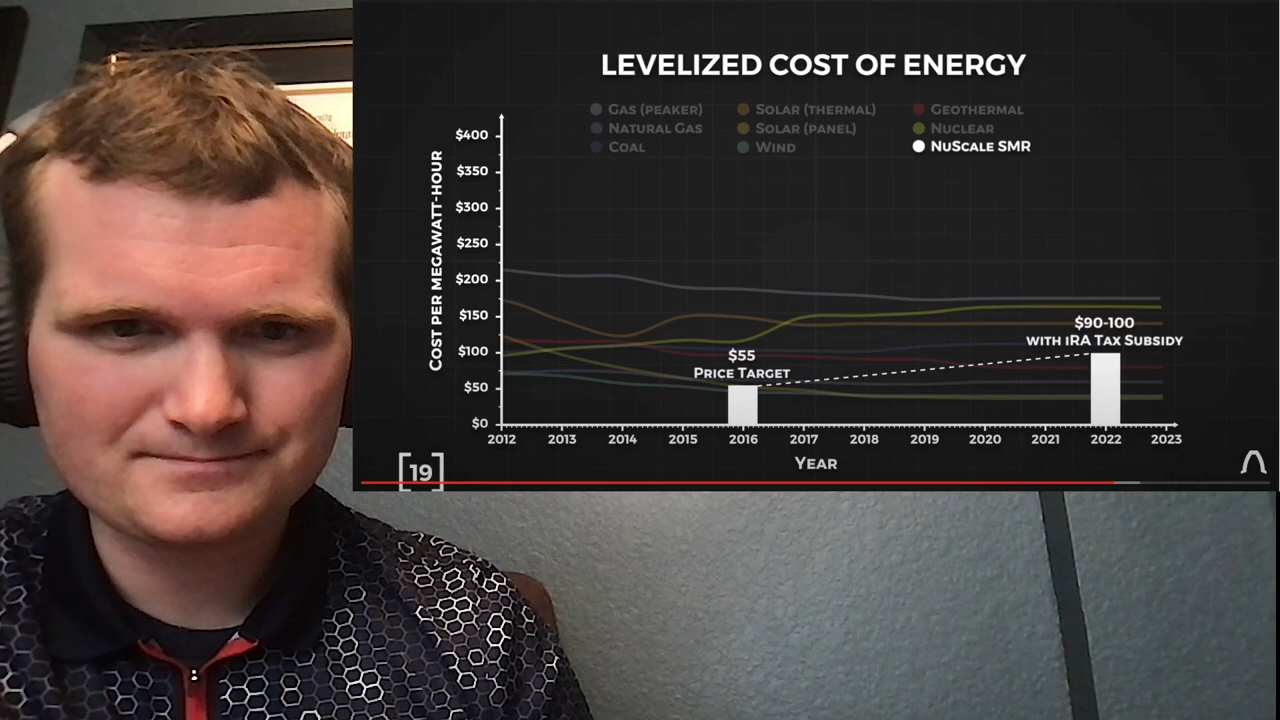 LEVELIZED COST OF ENERGY
GAS (PEAKER)
SOLAR (THERMAL)
GEOTHERMAL
NATURAL GAS
SOLAR (PANEL)
NUCLEAR
COAL
WIND
NUSCALE SMR
COST PER MEGAWATT-HOUR
$400
$350
$300
$250
$200
$150
$100
$50
$0
$55
PRICE TARGET
$90-100
WITH IRA TAX SUBSIDY
2012 2013 2014 2015 2016 2017 2018 2019 2020 2021 2022 2023
YEAR
[19]